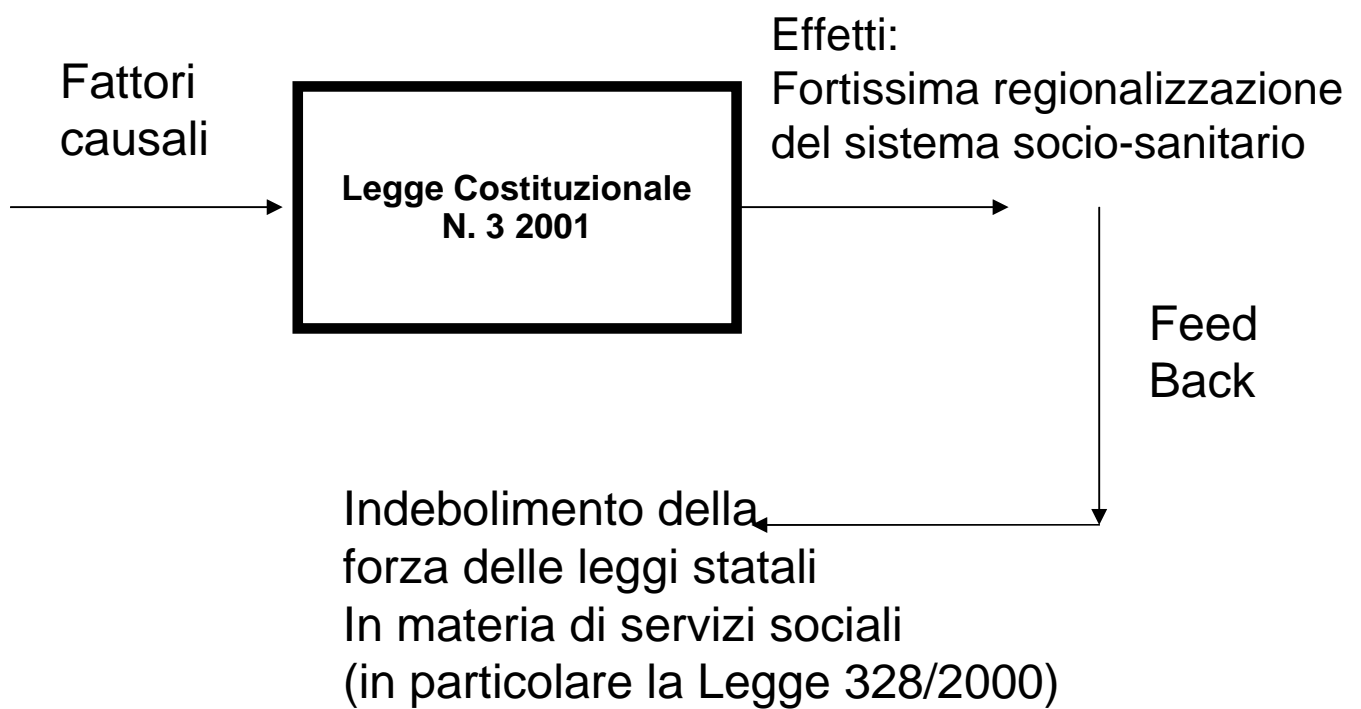 Fattori
causali
Legge Costituzionale
N. 3 2001
Effetti:
Fortissima regionalizzazione
del sistema socio-sanitario
Feed
Back
Indebolimento della
forza delle leggi statali
In materia di servizi sociali
(in particolare la Legge 328/2000)